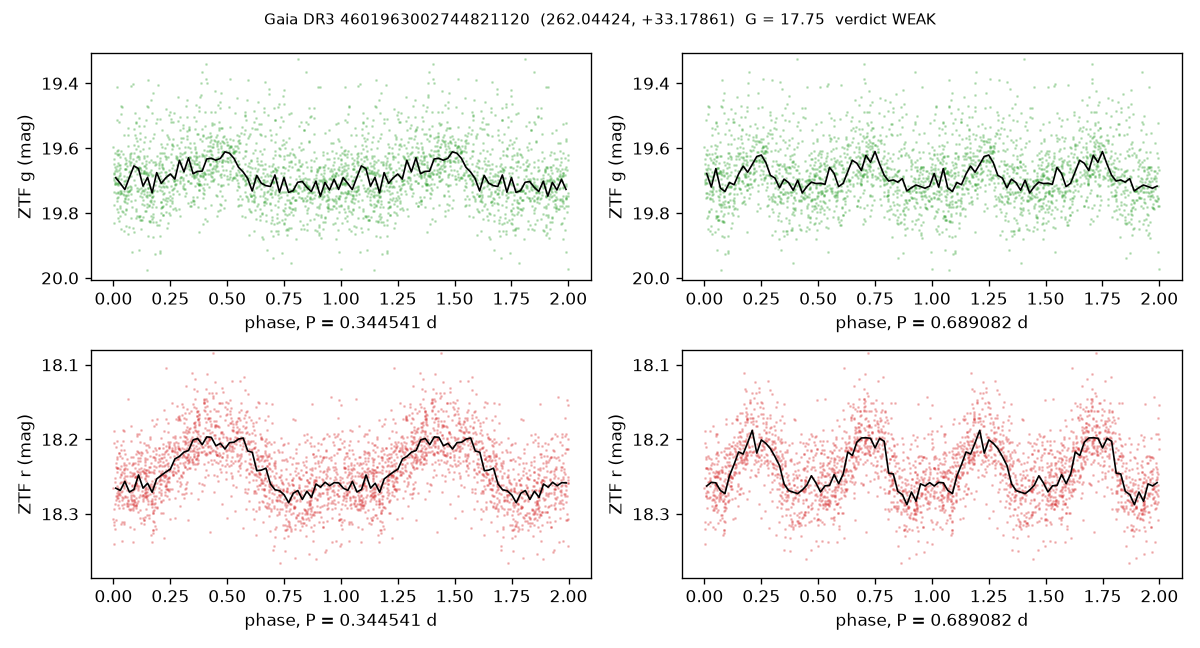 Gaia DR3 4601963002744821120 (262.04424, +33.17861) G = 17.75 verdict WEAK
ZTF g (mag)
19.4
19.6
19.8
20.0
0.00 0.25 0.50 0.75 1.00 1.25 1.50 1.75 2.00
phase, P = 0.344541 d
ZTF g (mag)
19.4
19.6
19.8
20.0
0.00 0.25 0.50 0.75 1.00 1.25 1.50 1.75 2.00
phase, P = 0.689082 d
ZTF r (mag)
18.1
18.2
18.3
0.00 0.25 0.50 0.75 1.00 1.25 1.50 1.75 2.00
phase, P = 0.344541 d
ZTF r (mag)
18.1
18.2
18.3
0.00 0.25 0.50 0.75 1.00 1.25 1.50 1.75 2.00
phase, P = 0.689082 d